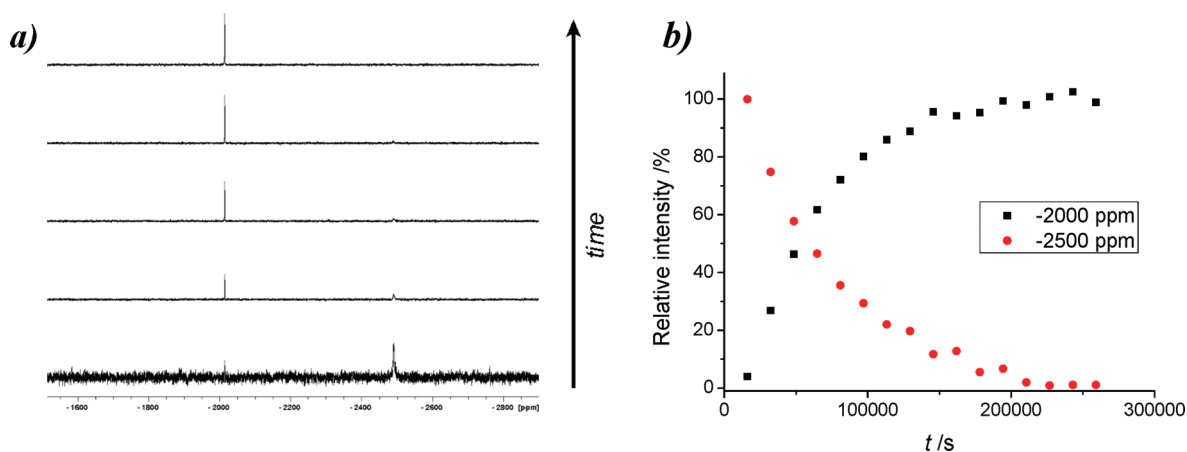 a)
time
-1600 -1800 -2000 -2200 -2400 -2600 -2800 [ppm]
b)
Relative intensity /%
100
80
60
40
20
0
-2000 ppm
-2500 ppm
0 100000 200000 300000
t /s